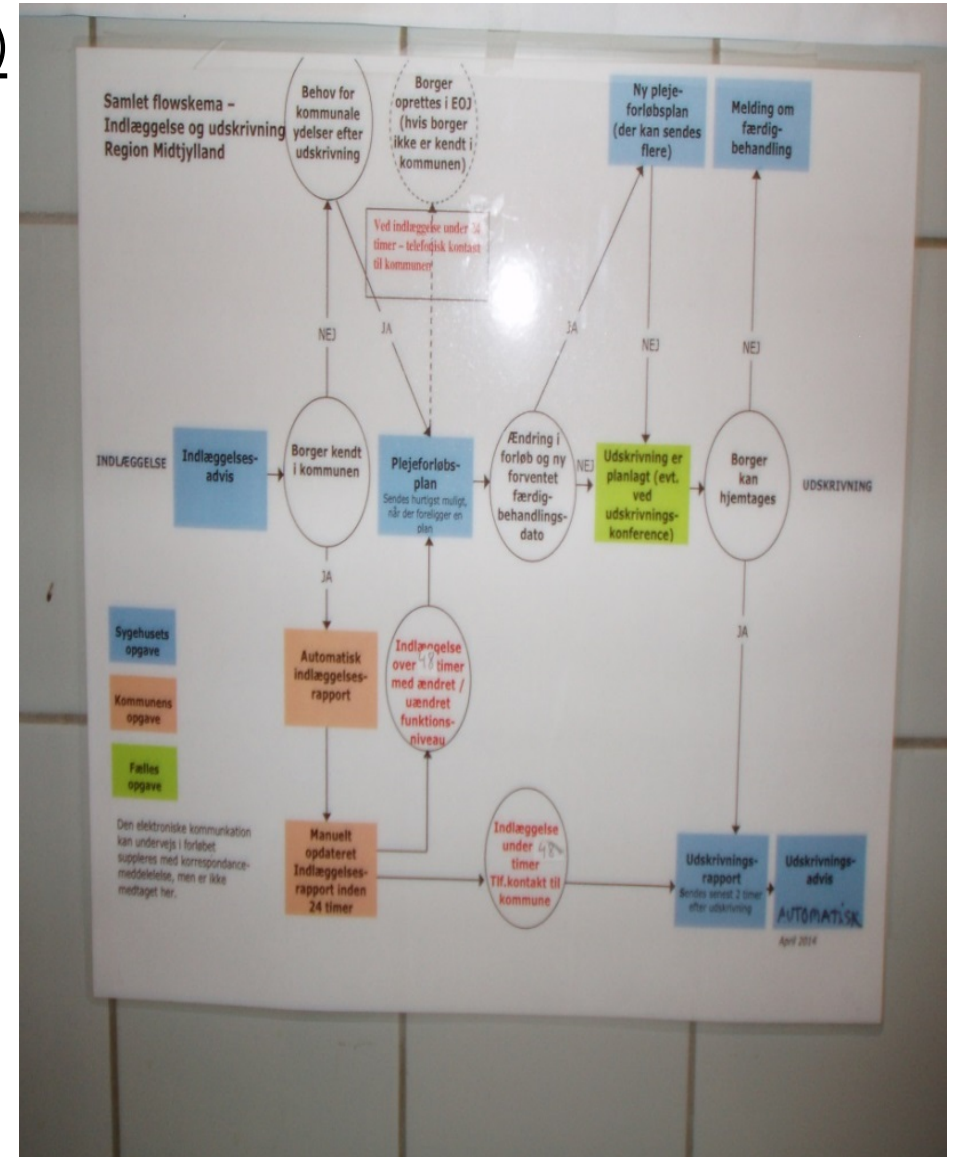 )
Samlet flowskema –
Indlæggelse og udskrivning
Region Midtjylland
Behov for
kommunale
ydelser efter
udskrivning
Borger
oprettes i EOJ
(hvis borger
ikke er kendt i
kommunen)
Ny pleje-
forløbsplan
(der kan sendes
flere)
Melding om
færdig-
behandling
Ved indlæggelse under 24
timer – telefonisk kontakt
til kommunen
NEJ
JA
JA
NEJ
NEJ
INDLÆGGELSE
Indlæggelses-
advis
Borger kendt
i kommunen
Plejeforløbs-
plan
Sendes hurtigst muligt,
når der foreligger en
plan
Ændring i
forløb og ny
forventet
færdig-
behandlings-
dato
NEJ
Udskrivning er
planlagt (evt.
ved
udskrivnings-
konference)
Borger
kan
hjemtages
UDSKRIVNING
JA
JA
Sygehusets
opgave
Kommunens
opgave
Fælles
opgave
Automatisk
indlæggelses-
rapport
Indlæggelse
over 48 timer
med ændret /
uændret
funktions-
niveau
Den elektroniske kommunkation
kan undervejs i forløbet
suppleres med korrespondance-
meddelelse, men er ikke
medtaget her.
Manuelt
opdateret
Indlæggelses-
rapport inden
24 timer
Indlæggelse
under 48
timer
Tlf.kontakt til
kommune
Udskrivnings-
rapport
Sendes senest 2 timer
efter udskrivning
Udskrivnings-
advis
AUTOMATISK
April 2014